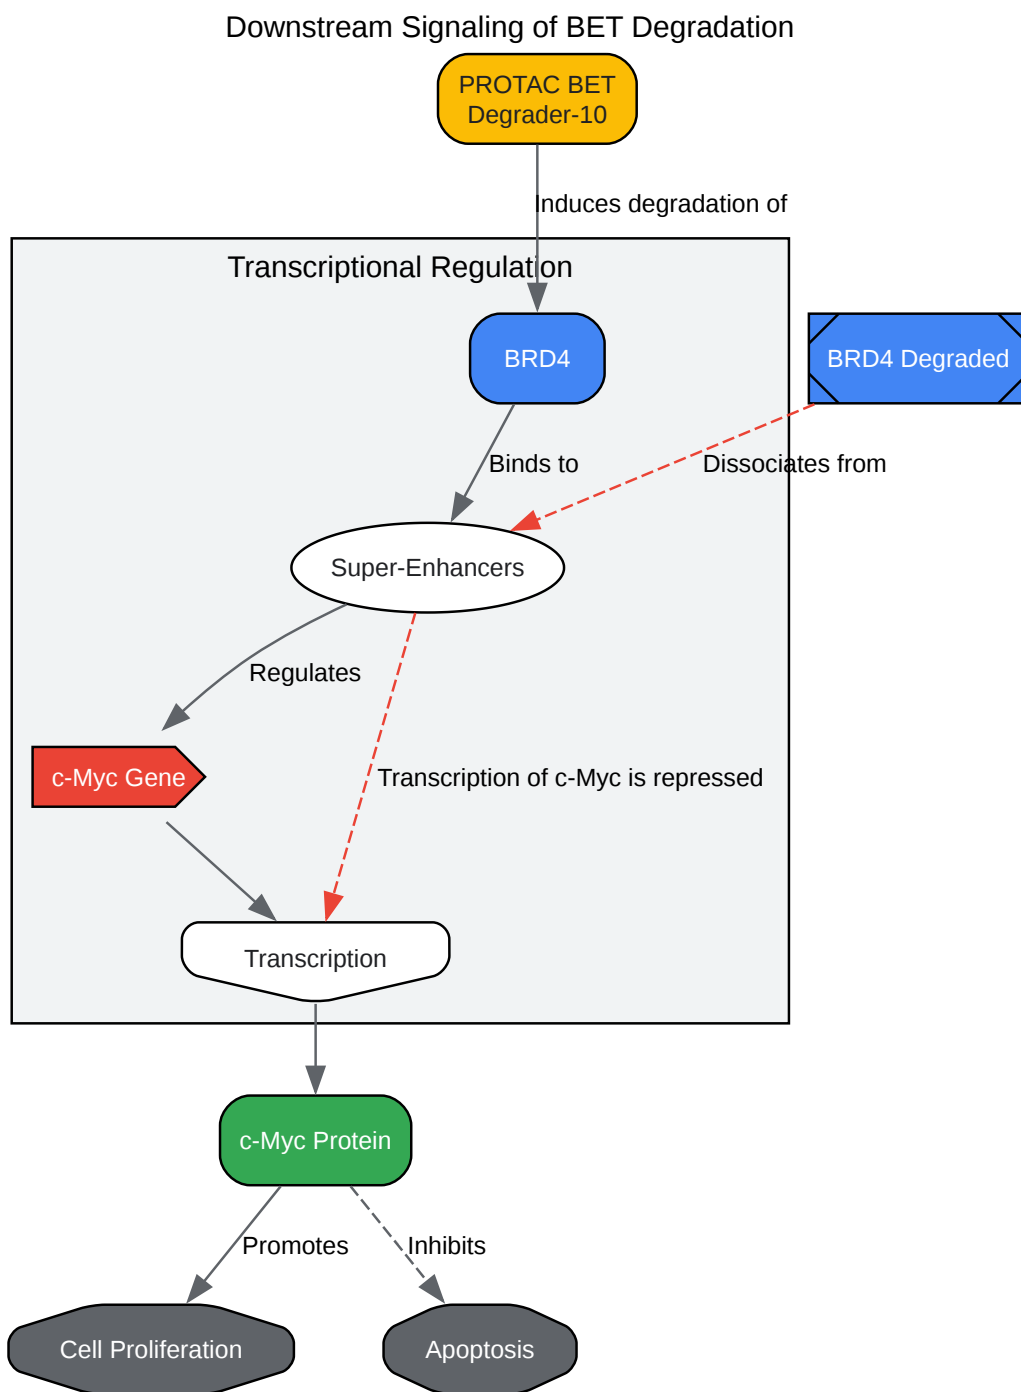 Downstream Signaling of BET Degradation
PROTAC BET
Degrader-10
Induces degradation of
Transcriptional Regulation
BRD4
BRD4 Degraded
Binds to
Dissociates from
Super-Enhancers
Regulates
c-Myc Gene
Transcription of c-Myc is repressed
Transcription
c-Myc Protein
Promotes
Inhibits
Cell Proliferation
Apoptosis